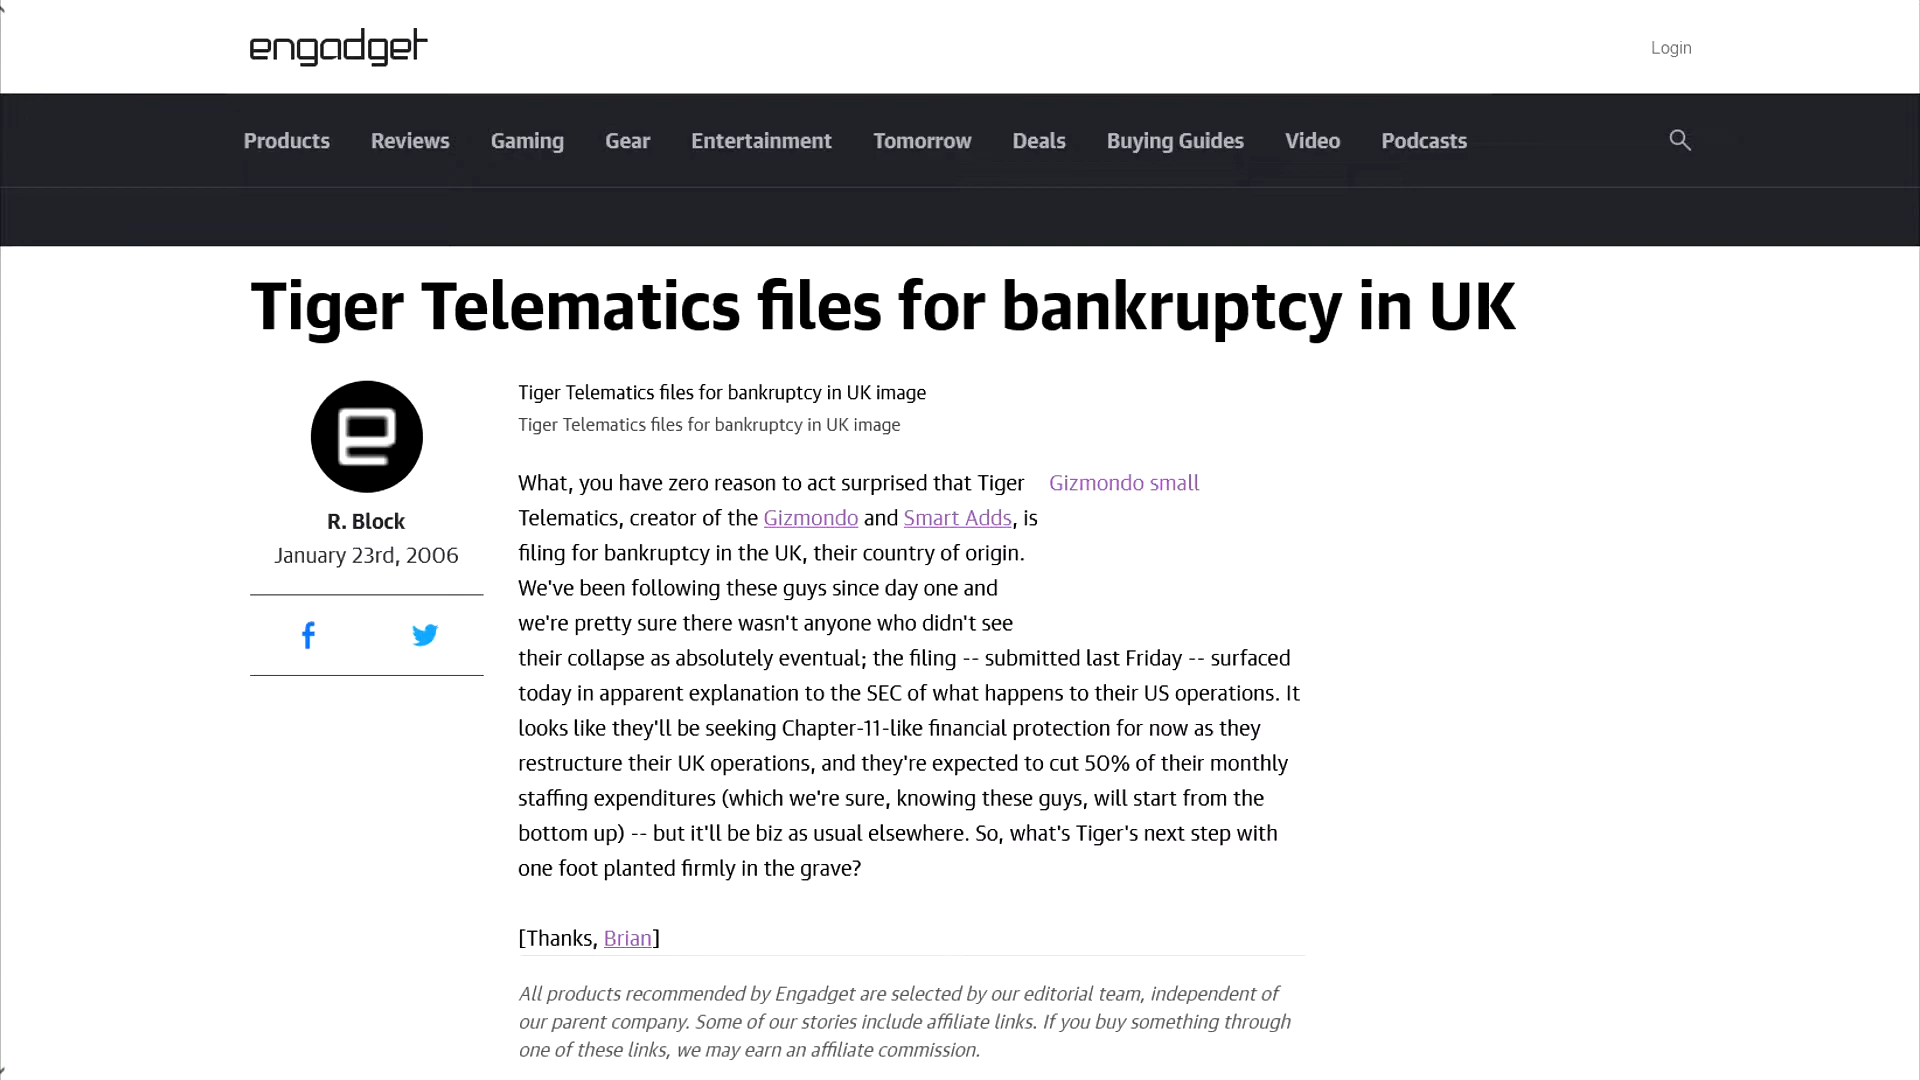 engadget
Login
Products Reviews Gaming Gear Entertainment Tomorrow Deals Buying Guides Video Podcasts
Tiger Telematics files for bankruptcy in UK
R. Block
January 23rd, 2006
Tiger Telematics files for bankruptcy in UK image
Tiger Telematics files for bankruptcy in UK image
What, you have zero reason to act surprised that Tiger
Gizmondo small
Telematics, creator of the Gizmondo and Smart Adds, is
filing for bankruptcy in the UK, their country of origin.
We've been following these guys since day one and
we're pretty sure there wasn't anyone who didn't see
their collapse as absolutely eventual; the filing -- submitted last Friday -- surfaced
today in apparent explanation to the SEC of what happens to their US operations. It
looks like they'll be seeking Chapter-11-like financial protection for now as they
restructure their UK operations, and they're expected to cut 50% of their monthly
staffing expenditures (which we're sure, knowing these guys, will start from the
bottom up) -- but it'll be biz as usual elsewhere. So, what's Tiger's next step with
one foot planted firmly in the grave?
[Thanks, Brian]
All products recommended by Engadget are selected by our editorial team, independent of
our parent company. Some of our stories include affiliate links. If you buy something through
one of these links, we may earn an affiliate commission.